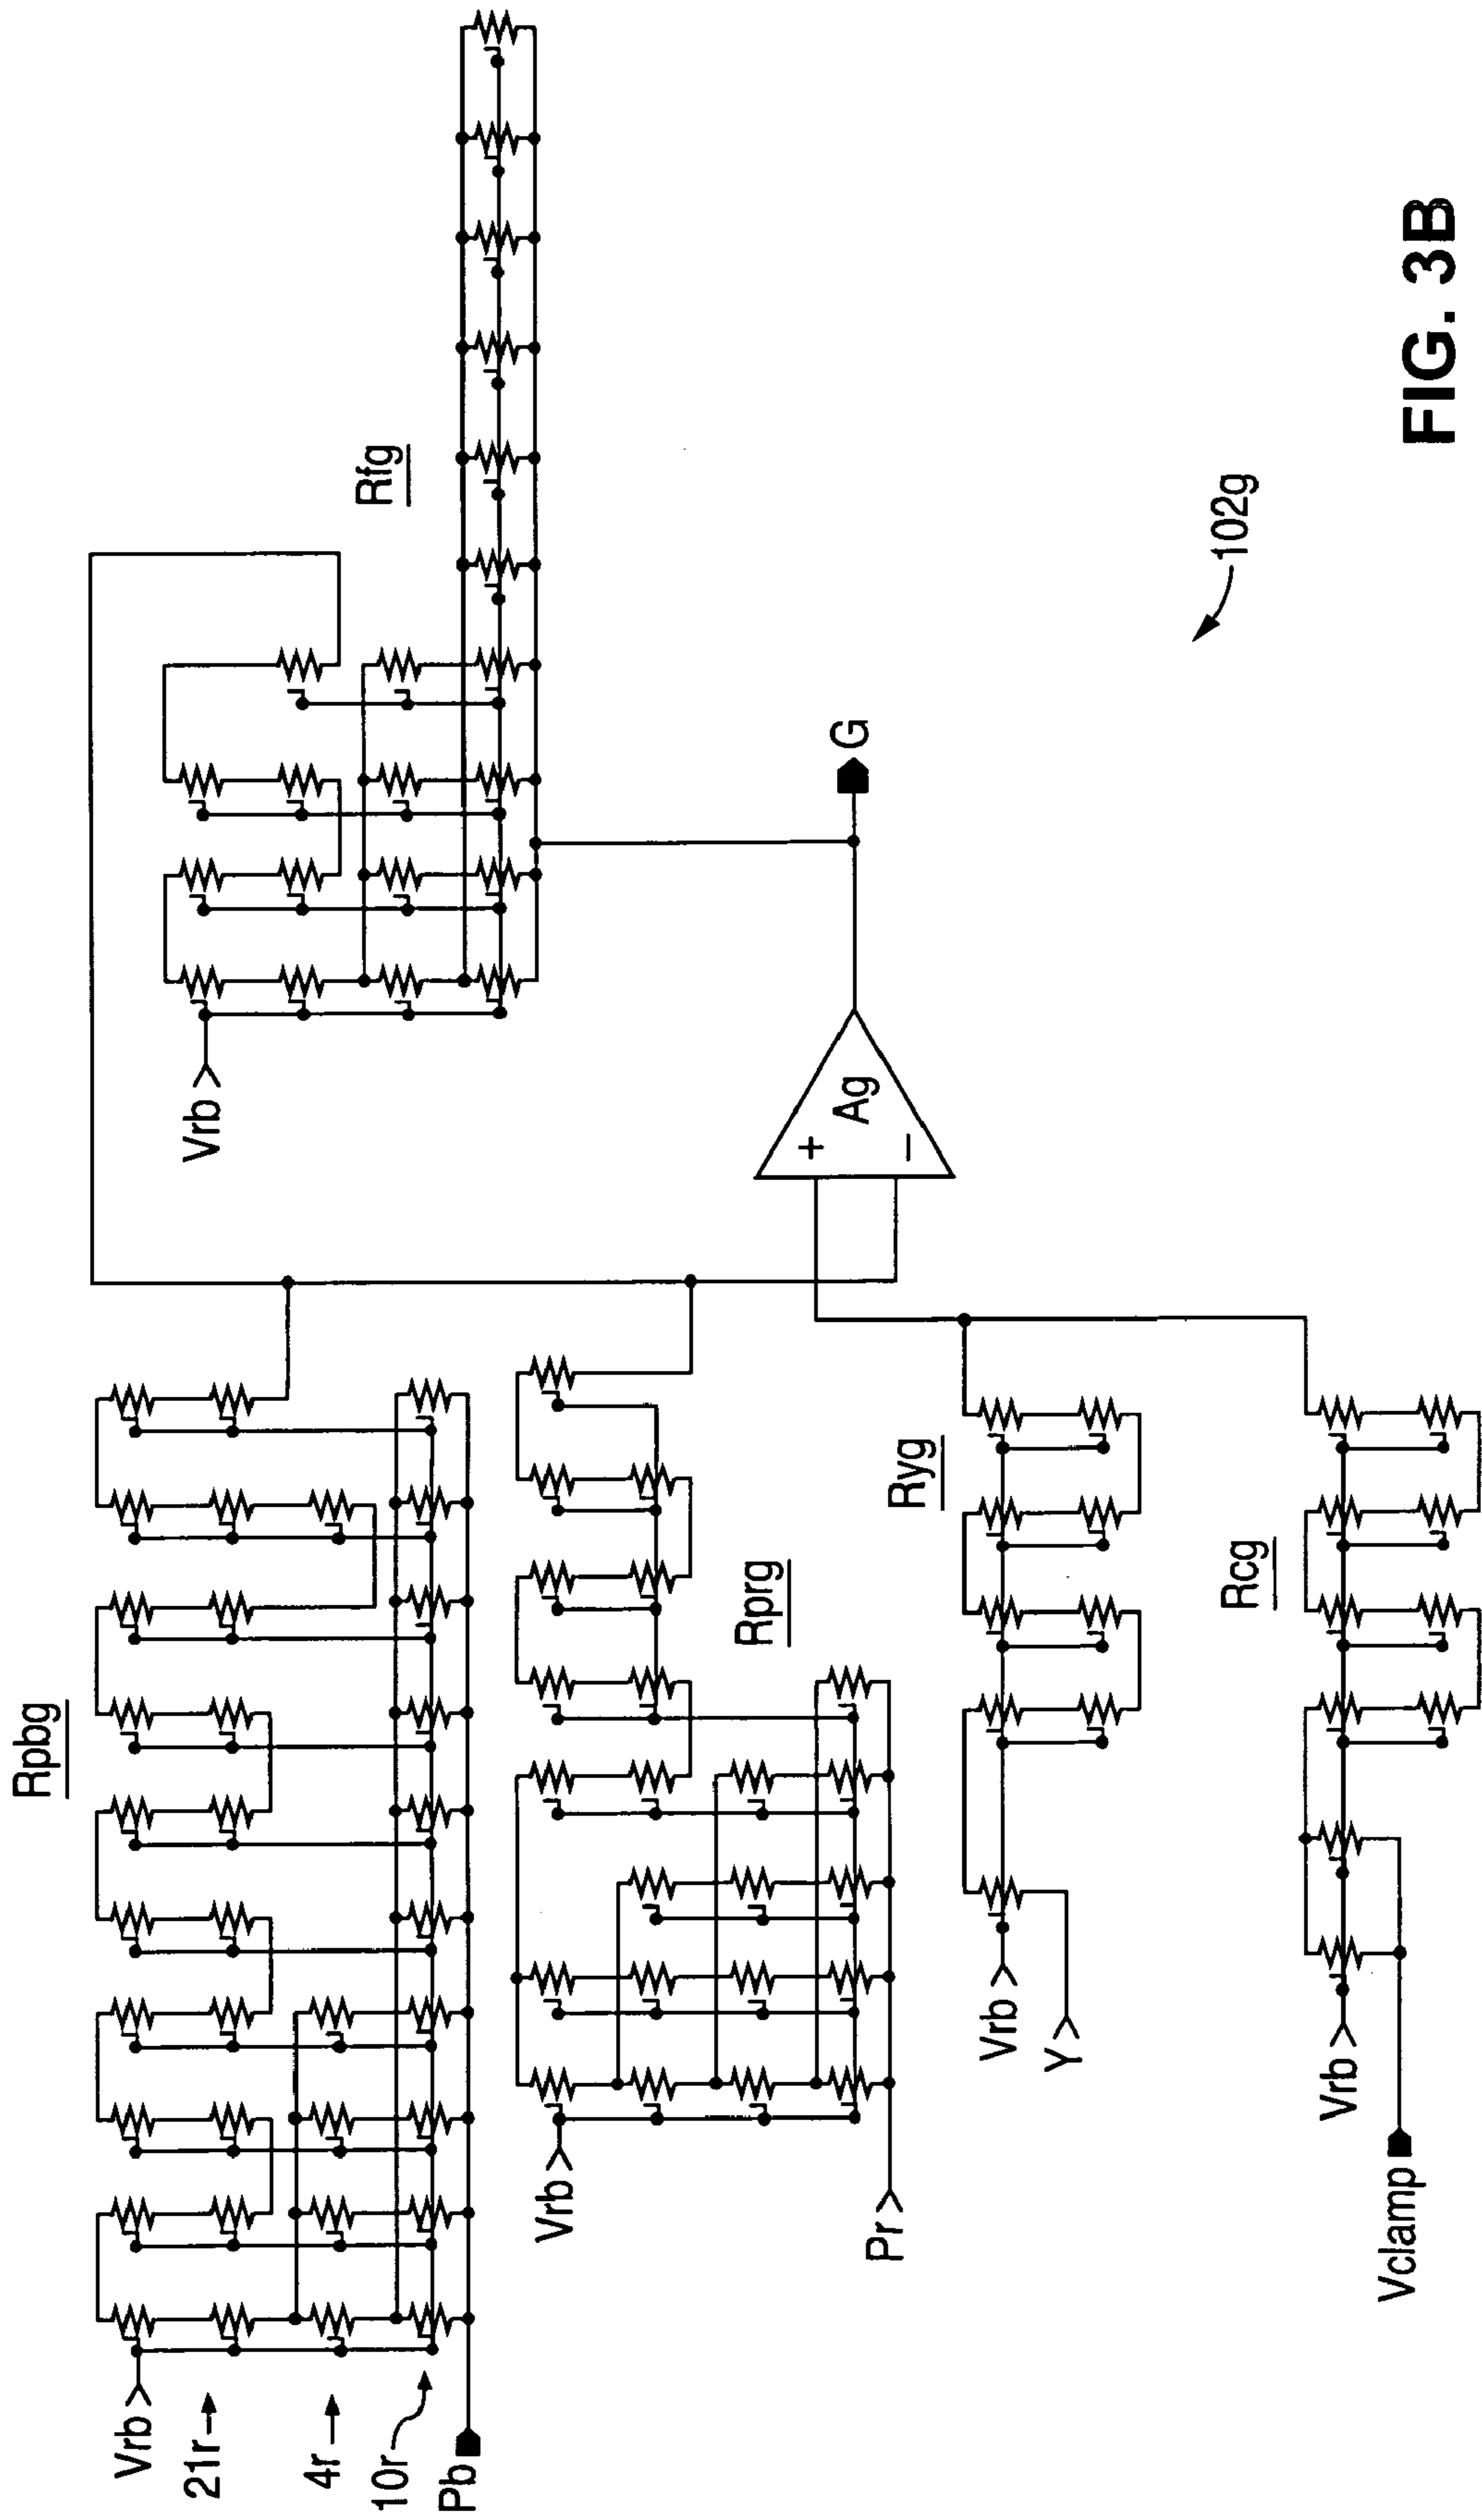 Rpbg
Vrb
21r
4r
10r
Pb
Rprg
Vrb
Pr
Ryg
Vrb
Y
Rcg
Vrb
Vclamp
Vrb
Rfg
+
Ag
−
G
102g
FIG. 3B